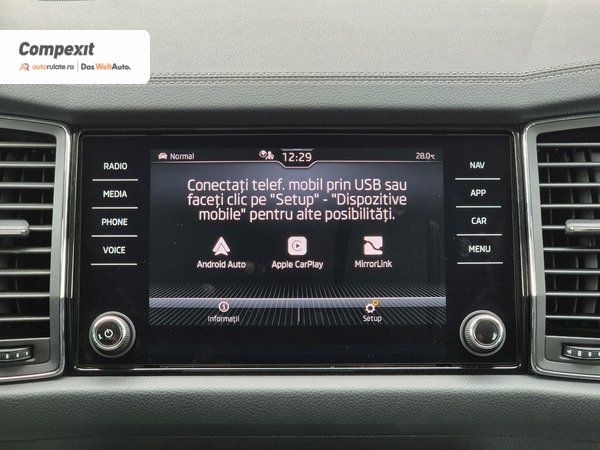 Compexit
autorulate.ro | Das WeltAuto.
Normal
12:29
28.0°C
RADIO
MEDIA
PHONE
VOICE
Conectați telef. mobil prin USB sau
faceți clic pe "Setup" - "Dispozitive
mobile" pentru alte posibilități.
Android Auto
Apple CarPlay
MirrorLink
Informații
Setup
NAV
APP
CAR
MENU